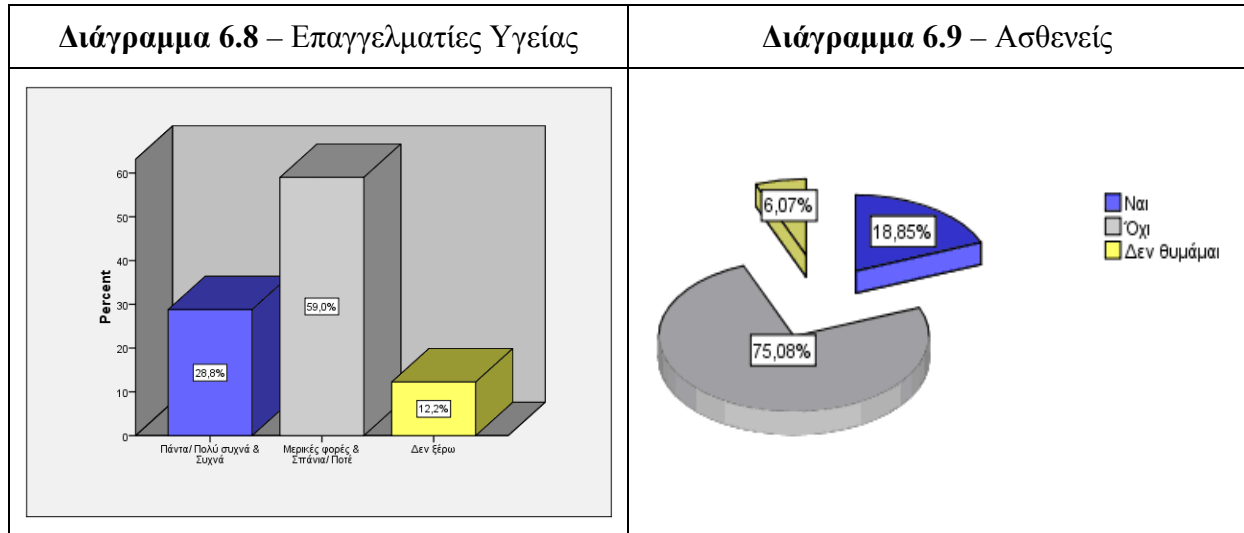 Διάγραμμα 6.8 – Επαγγελματίες Υγείας
Διάγραμμα 6.9 – Ασθενείς
Percent
60
50
40
30
20
10
0
28,8%
59,0%
12,2%
Πάντα/ Πολύ συχνά &
Συχνά
Μερικές φορές &
Σπάνια/ Ποτέ
Δεν ξέρω
6,07%
18,85%
75,08%
Ναι
Όχι
Δεν θυμάμαι